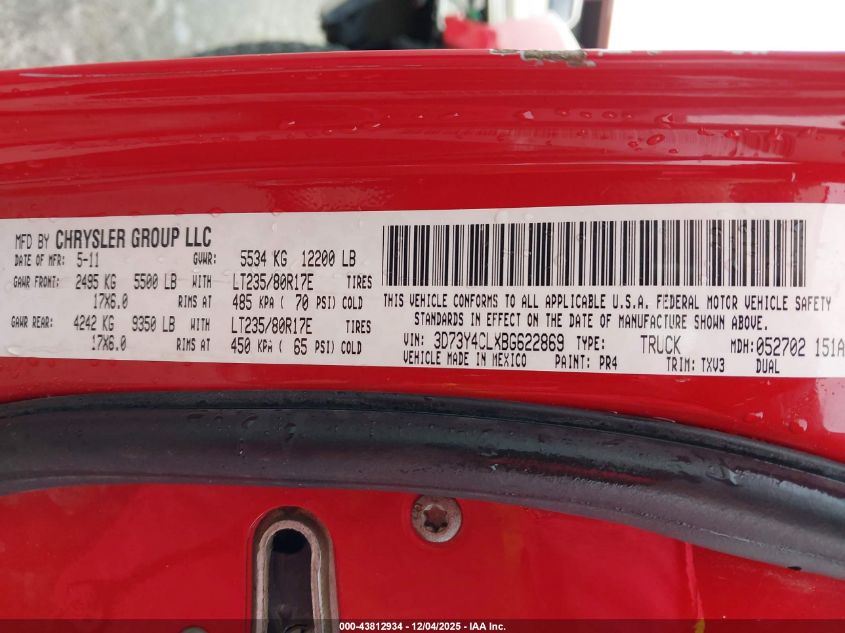 MFD BY CHRYSLER GROUP LLC
DATE OF MFR: 5-11 GVWR: 5534 KG 12200 LB
GAWR FRONT: 2495 KG 5500 LB WITH LT235/80R17E TIRES
17X6.0 RIMS AT 485 KPA ( 70 PSI) COLD
GAWR REAR: 4242 KG 9350 LB WITH LT235/80R17E TIRES
17X6.0 RIMS AT 450 KPA ( 65 PSI) COLD
THIS VEHICLE CONFORMS TO ALL APPLICABLE U.S.A. FEDERAL MOTOR VEHICLE SAFETY
STANDARDS IN EFFECT ON THE DATE OF MANUFACTURE SHOWN ABOVE.
VIN: 3D73Y4CLXBG622869 TYPE: TRUCK MDH: 052702 151A
VEHICLE MADE IN MEXICO PAINT: PR4 TRIM: TXV3 DUAL
000-43812934 - 12/04/2025 - IAA Inc.